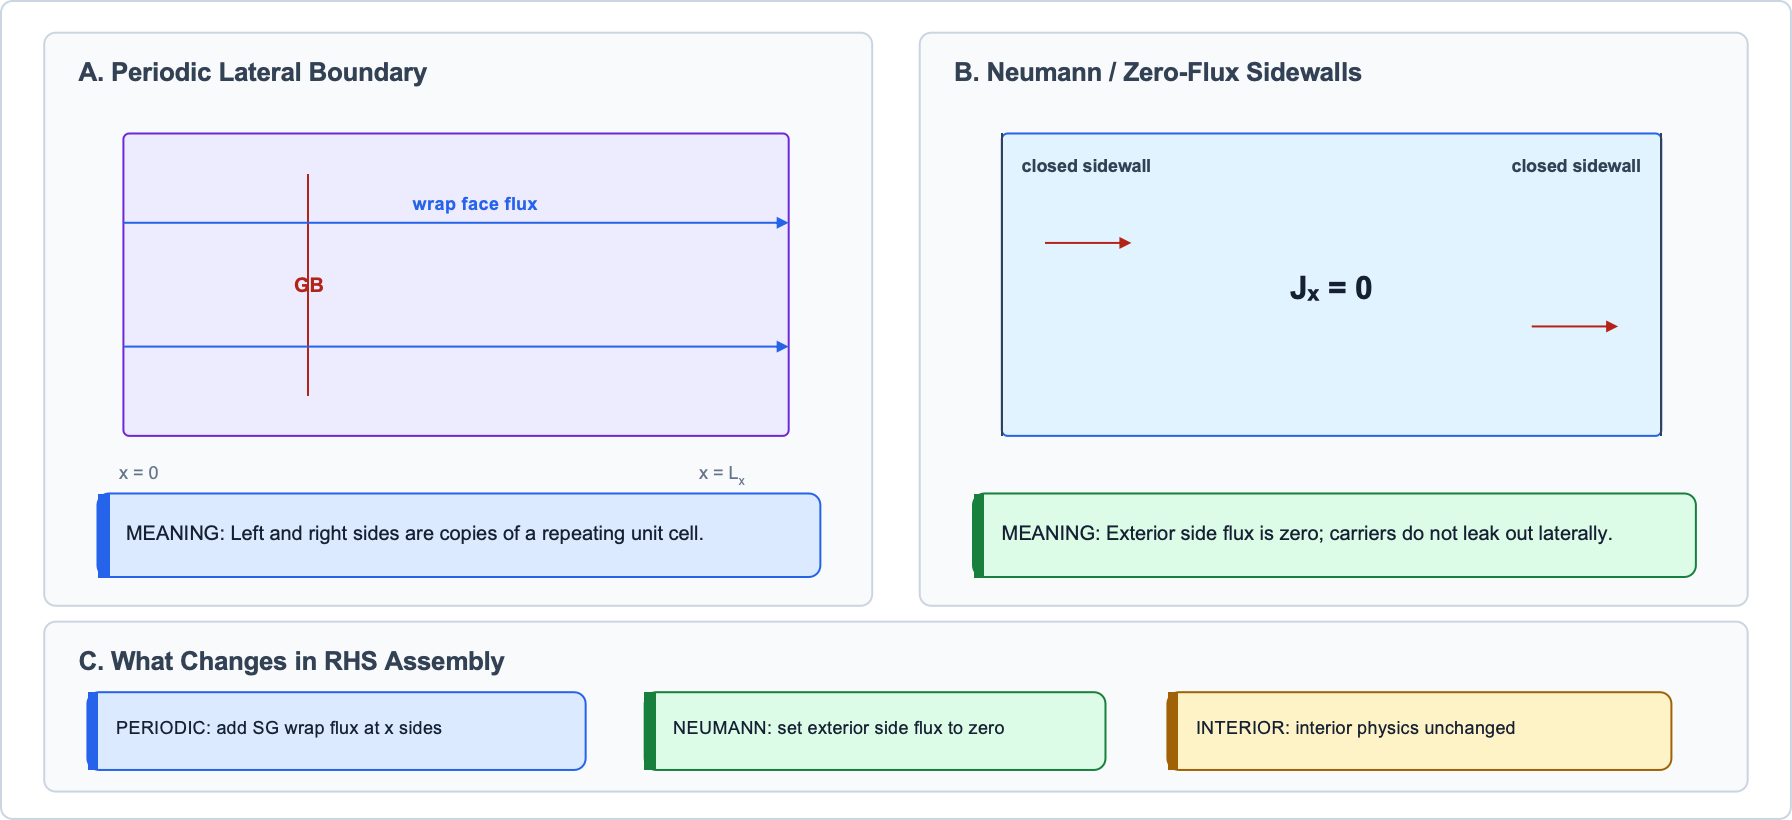 A. Periodic Lateral Boundary
wrap face flux
GB
x = 0
x = Lₓ
MEANING: Left and right sides are copies of a repeating unit cell.
B. Neumann / Zero-Flux Sidewalls
closed sidewall
closed sidewall
Jₓ = 0
MEANING: Exterior side flux is zero; carriers do not leak out laterally.
C. What Changes in RHS Assembly
PERIODIC: add SG wrap flux at x sides
NEUMANN: set exterior side flux to zero
INTERIOR: interior physics unchanged